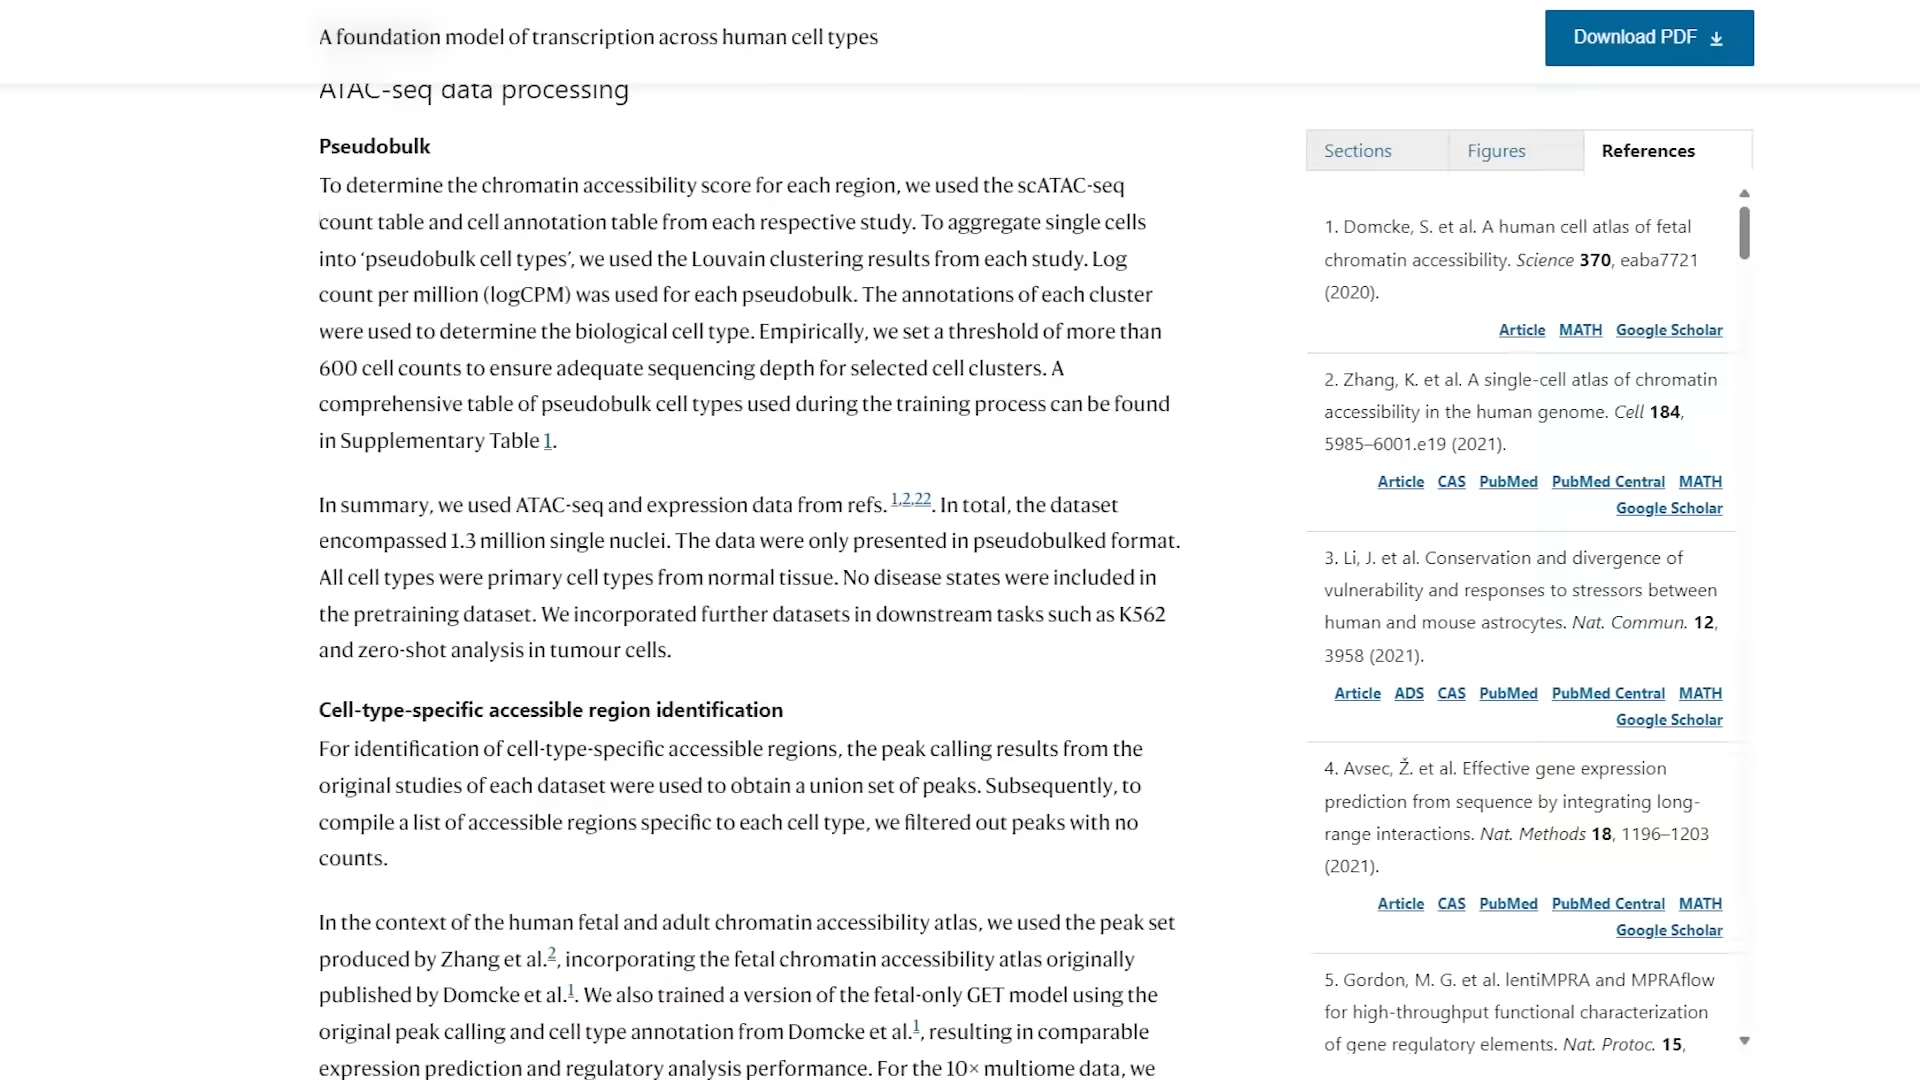 A foundation model of transcription across human cell types
Download PDF
ATAC-seq data processing
Pseudobulk
To determine the chromatin accessibility score for each region, we used the scATAC-seq
count table and cell annotation table from each respective study. To aggregate single cells
into ‘pseudobulk cell types’, we used the Louvain clustering results from each study. Log
count per million (logCPM) was used for each pseudobulk. The annotations of each cluster
were used to determine the biological cell type. Empirically, we set a threshold of more than
600 cell counts to ensure adequate sequencing depth for selected cell clusters. A
comprehensive table of pseudobulk cell types used during the training process can be found
in Supplementary Table 1.
In summary, we used ATAC-seq and expression data from refs. 1,2,22. In total, the dataset
encompassed 1.3 million single nuclei. The data were only presented in pseudobulked format.
All cell types were primary cell types from normal tissue. No disease states were included in
the pretraining dataset. We incorporated further datasets in downstream tasks such as K562
and zero-shot analysis in tumour cells.
Cell-type-specific accessible region identification
For identification of cell-type-specific accessible regions, the peak calling results from the
original studies of each dataset were used to obtain a union set of peaks. Subsequently, to
compile a list of accessible regions specific to each cell type, we filtered out peaks with no
counts.
In the context of the human fetal and adult chromatin accessibility atlas, we used the peak set
produced by Zhang et al.2, incorporating the fetal chromatin accessibility atlas originally
published by Domcke et al.1. We also trained a version of the fetal-only GET model using the
original peak calling and cell type annotation from Domcke et al.1, resulting in comparable
expression prediction and regulatory analysis performance. For the 10× multiome data, we
Sections Figures References
1. Domcke, S. et al. A human cell atlas of fetal
chromatin accessibility. Science 370, eaba7721
(2020).
Article MATH Google Scholar
2. Zhang, K. et al. A single-cell atlas of chromatin
accessibility in the human genome. Cell 184,
5985–6001.e19 (2021).
Article CAS PubMed PubMed Central MATH
Google Scholar
3. Li, J. et al. Conservation and divergence of
vulnerability and responses to stressors between
human and mouse astrocytes. Nat. Commun. 12,
3958 (2021).
Article ADS CAS PubMed PubMed Central MATH
Google Scholar
4. Avsec, Ž. et al. Effective gene expression
prediction from sequence by integrating long-
range interactions. Nat. Methods 18, 1196–1203
(2021).
Article CAS PubMed PubMed Central MATH
Google Scholar
5. Gordon, M. G. et al. lentiMPRA and MPRAflow
for high-throughput functional characterization
of gene regulatory elements. Nat. Protoc. 15,